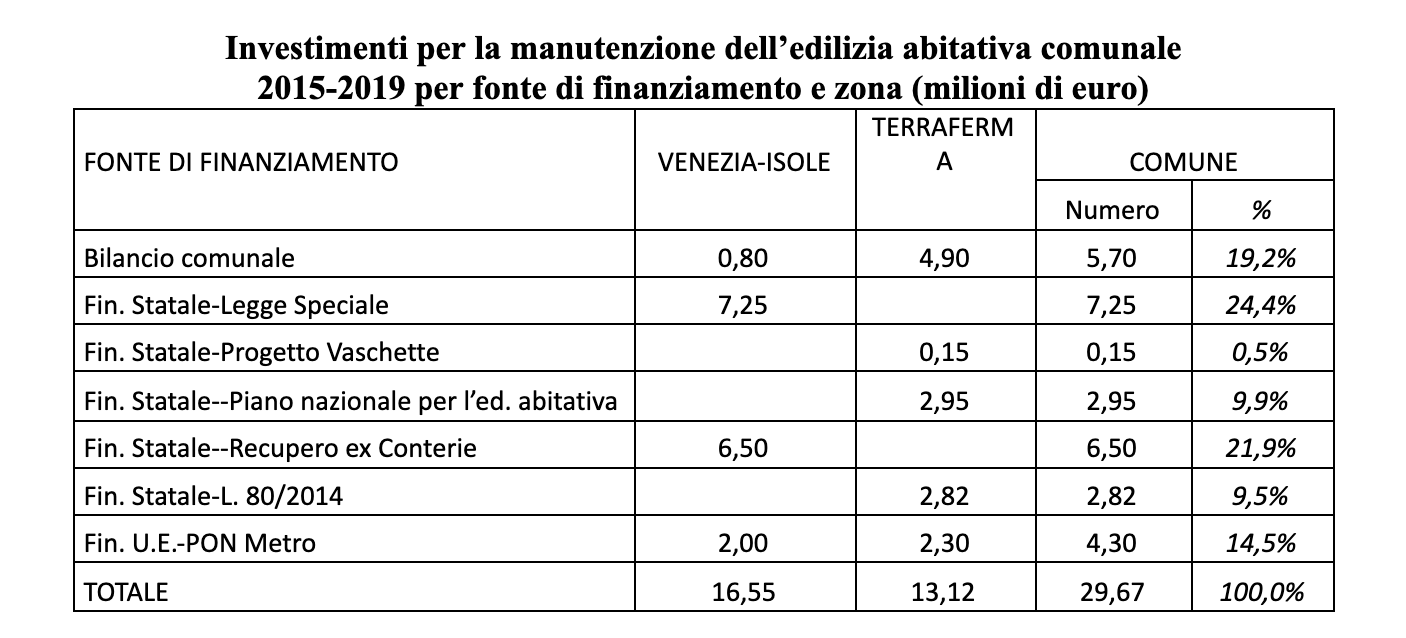 Investimenti per la manutenzione dell’edilizia abitativa comunale
2015-2019 per fonte di finanziamento e zona (milioni di euro)
FONTE DI FINANZIAMENTO VENEZIA-ISOLE TERRAFERM
A COMUNE
Numero %
Bilancio comunale 0,80 4,90 5,70 19,2%
Fin. Statale-Legge Speciale 7,25 7,25 24,4%
Fin. Statale-Progetto Vaschette 0,15 0,15 0,5%
Fin. Statale--Piano nazionale per l’ed. abitativa 2,95 2,95 9,9%
Fin. Statale--Recupero ex Conterie 6,50 6,50 21,9%
Fin. Statale-L. 80/2014 2,82 2,82 9,5%
Fin. U.E.-PON Metro 2,00 2,30 4,30 14,5%
TOTALE 16,55 13,12 29,67 100,0%